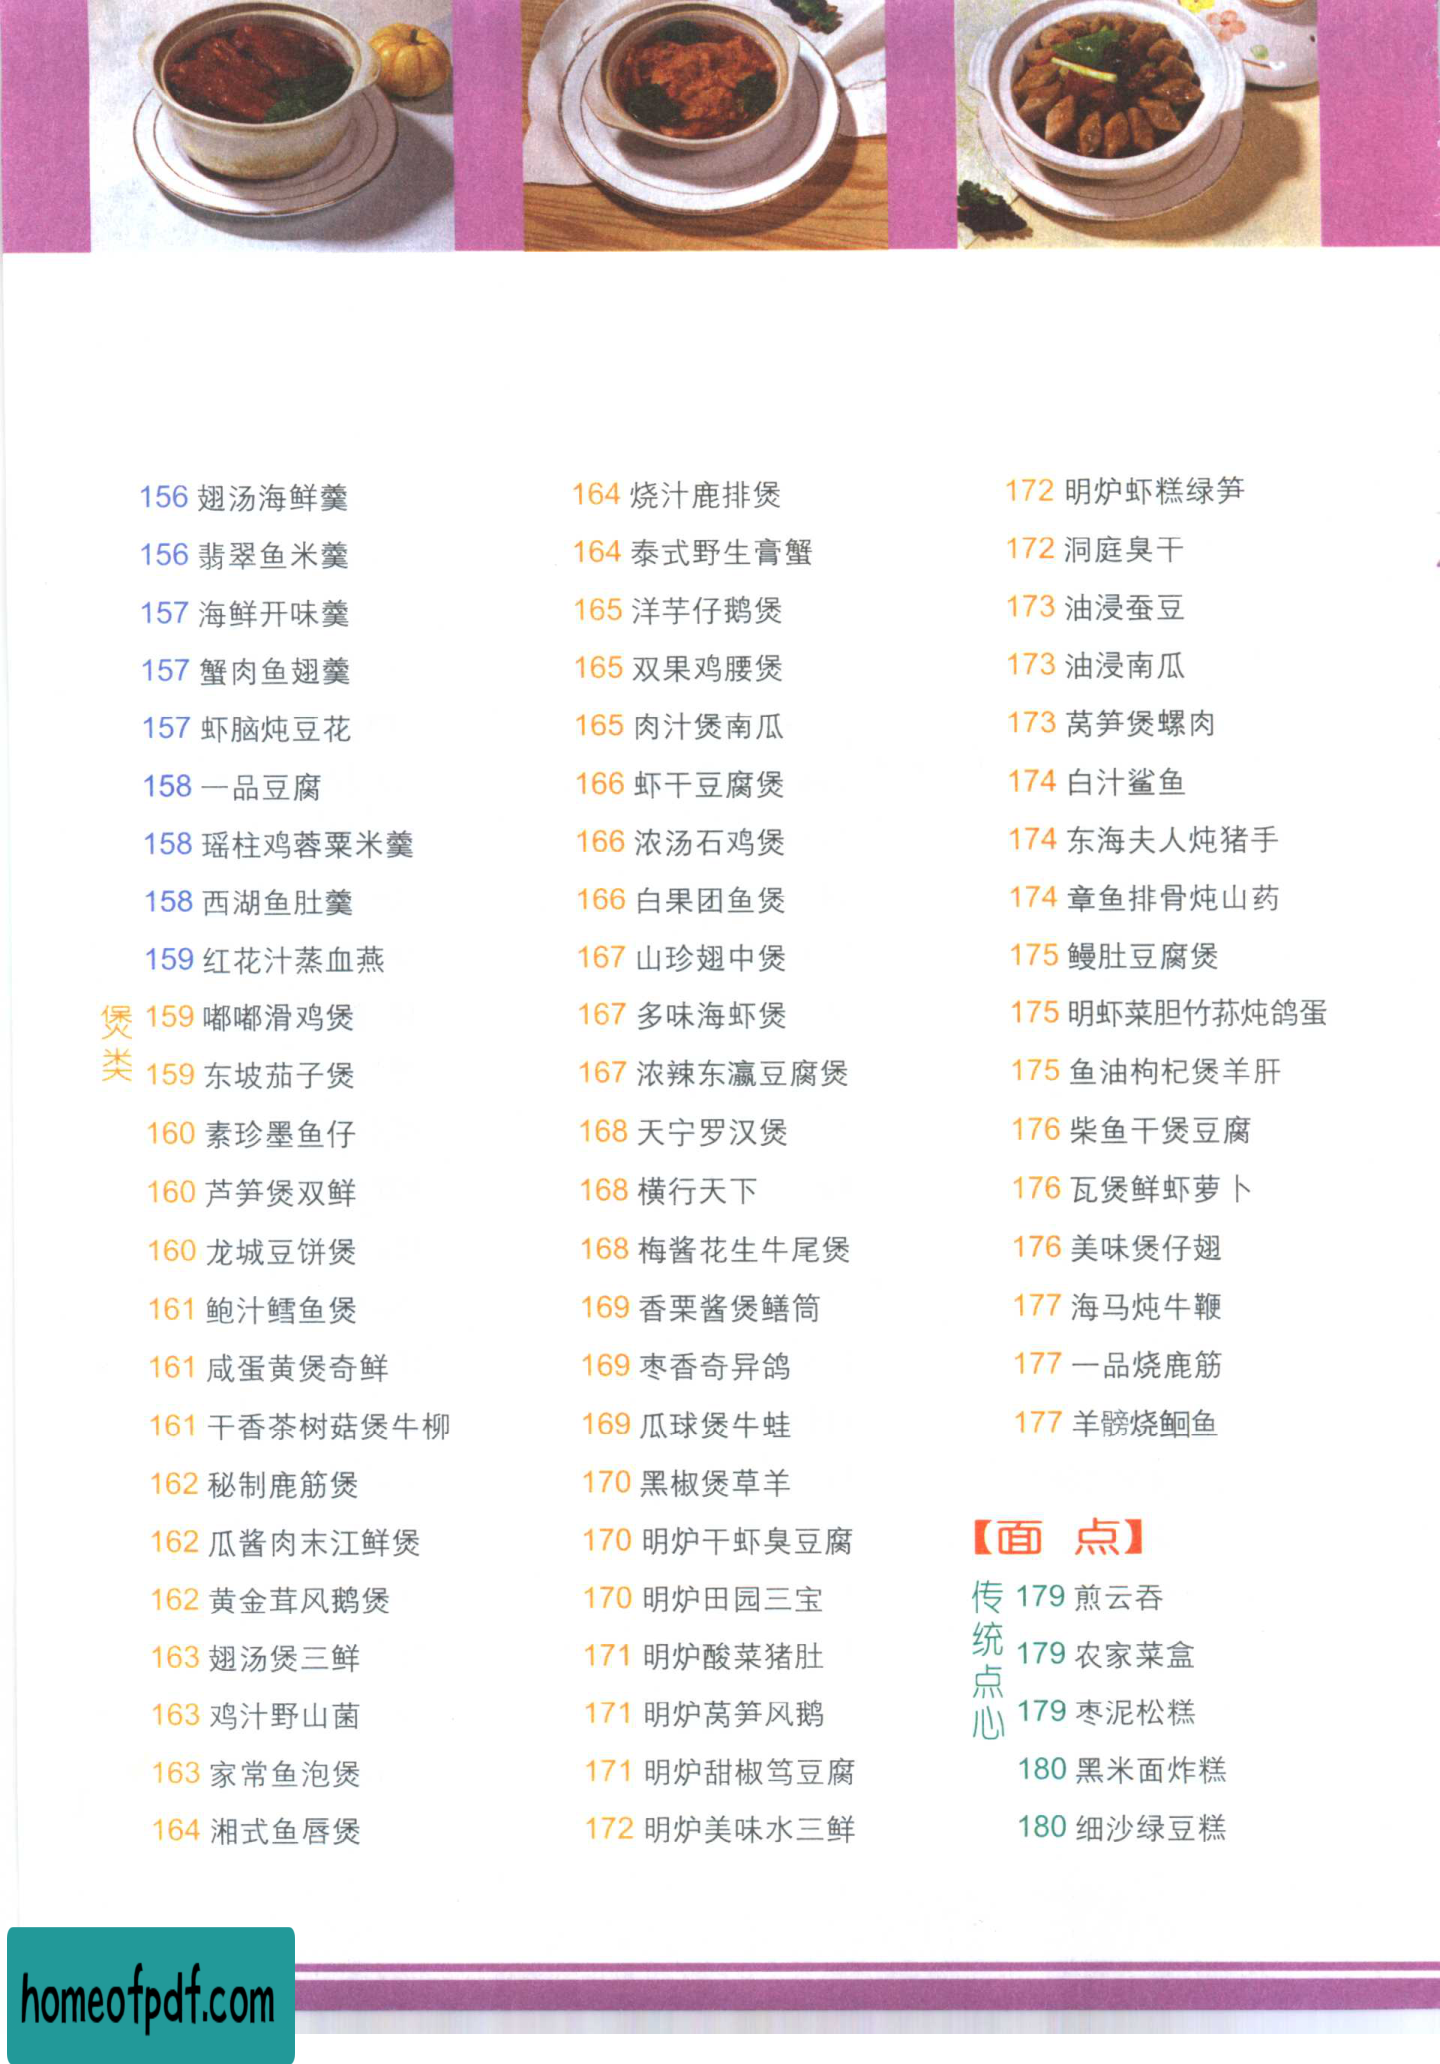 156 翅汤海鲜羹
156 翡翠鱼米羹
157 海鲜开味羹
157 蟹肉鱼翅羹
157 虾脑炖豆花
158 一品豆腐
158 瑶柱鸡蓉粟米羹
158 西湖鱼肚羹
159 红花汁蒸血燕
煲类
159 嘟嘟滑鸡煲
159 东坡茄子煲
160 素珍墨鱼仔
160 芦笋煲双鲜
160 龙城豆饼煲
161 鲍汁鳕鱼煲
161 咸蛋黄煲奇鲜
161 干香茶树菇煲牛柳
162 秘制鹿筋煲
162 瓜酱肉末江鲜煲
162 黄金茸风鹅煲
163 翅汤煲三鲜
163 鸡汁野山菌
163 家常鱼泡煲
164 湘式鱼唇煲
164 烧汁鹿排煲
164 泰式野生膏蟹
165 洋芋仔鹅煲
165 双果鸡腰煲
165 肉汁煲南瓜
166 虾干豆腐煲
166 浓汤石鸡煲
166 白果团鱼煲
167 山珍翅中煲
167 多味海虾煲
167 浓辣东瀛豆腐煲
168 天宁罗汉煲
168 横行天下
168 梅酱花生牛尾煲
169 香栗酱煲鳝筒
169 枣香奇异鸽
169 瓜球煲牛蛙
170 黑椒煲草羊
170 明炉干虾臭豆腐
170 明炉田园三宝
171 明炉酸菜猪肚
171 明炉莴笋风鹅
171 明炉甜椒笃豆腐
172 明炉美味水三鲜
172 明炉虾糕绿笋
172 洞庭臭干
173 油浸蚕豆
173 油浸南瓜
173 莴笋煲螺肉
174 白汁鲨鱼
174 东海夫人炖猪手
174 章鱼排骨炖山药
175 鳗肚豆腐煲
175 明虾菜胆竹荪炖鸽蛋
175 鱼油枸杞煲羊肝
176 柴鱼干煲豆腐
176 瓦煲鲜虾萝卜
176 美味煲仔翅
177 海马炖牛鞭
177 一品烧鹿筋
177 羊髈烧鮰鱼
【面 点】
传统点心
179 煎云吞
179 农家菜盒
179 枣泥松糕
180 黑米面炸糕
180 细沙绿豆糕
homeofpdf.com